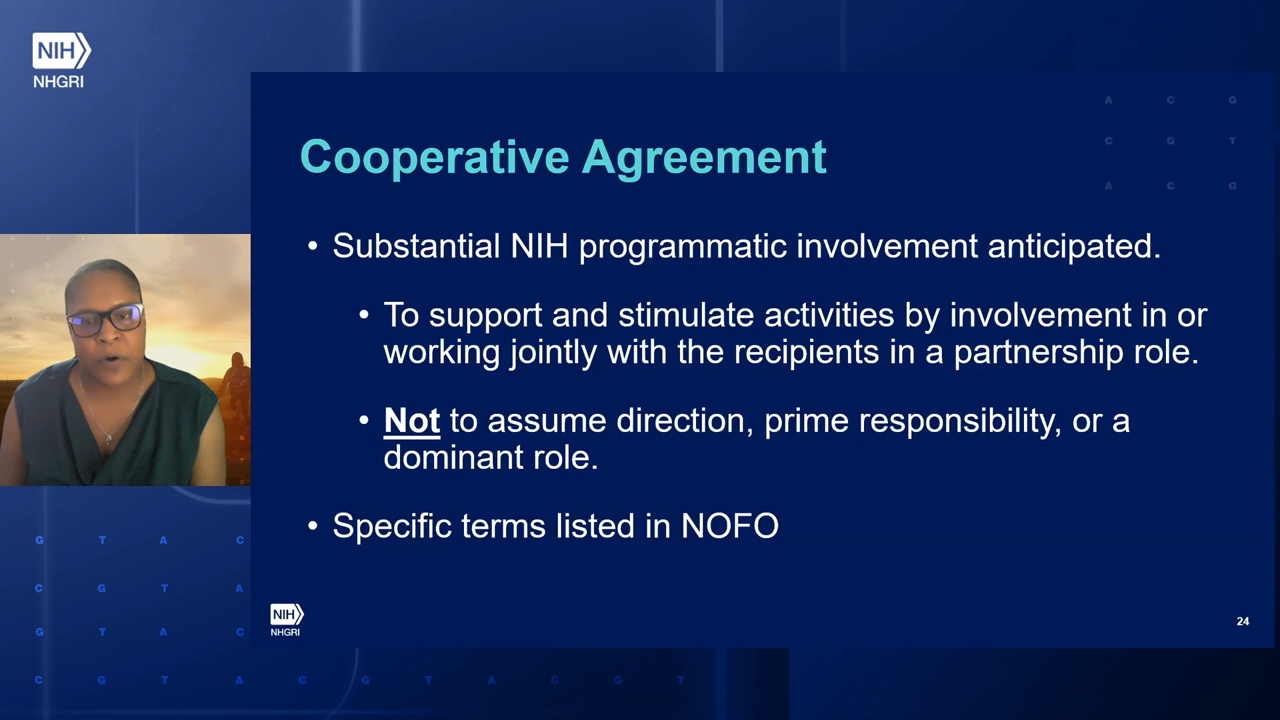 NIH
NHGRI
A C G
C G T
A C G
Cooperative Agreement
• Substantial NIH programmatic involvement anticipated.
• To support and stimulate activities by involvement in or
working jointly with the recipients in a partnership role.
• Not to assume direction, prime responsibility, or a
dominant role.
• Specific terms listed in NOFO
NIH
NHGRI
24
G T A C
C G T A
G T A C
C G T A C G T A C G T